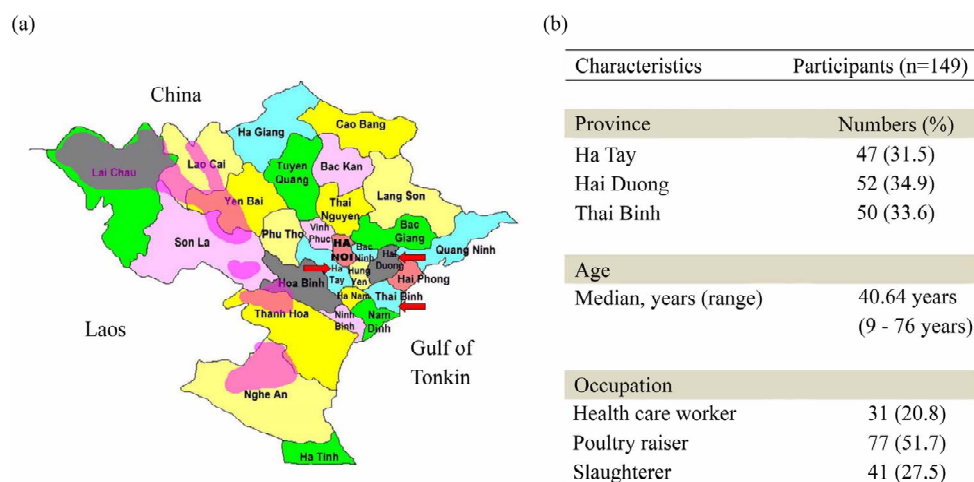 (a)
China
Ha Giang
Cao Bang
Lai Chau
Lao Cai
Tuyen
Quang
Bac Kan
Yen Bai
Thai
Nguyen
Lang Son
Son La
Phu Tho
Vinh
Phuc
HA
NOI
Bac
Ninh
Bac
Giang
Quang Ninh
Hai
Duong
Ha
Tay
Hung
Yen
Hai Phong
Hoa Binh
Ha Nam
Thai Binh
Thanh Hoa
Ninh
Binh
Nam
Dinh
Laos
Gulf of
Tonkin
Nghe An
Ha Tinh
(b)
Characteristics Participants (n=149)
Province Numbers (%)
Ha Tay 47 (31.5)
Hai Duong 52 (34.9)
Thai Binh 50 (33.6)
Age
Median, years (range) 40.64 years
(9 - 76 years)
Occupation
Health care worker 31 (20.8)
Poultry raiser 77 (51.7)
Slaughterer 41 (27.5)